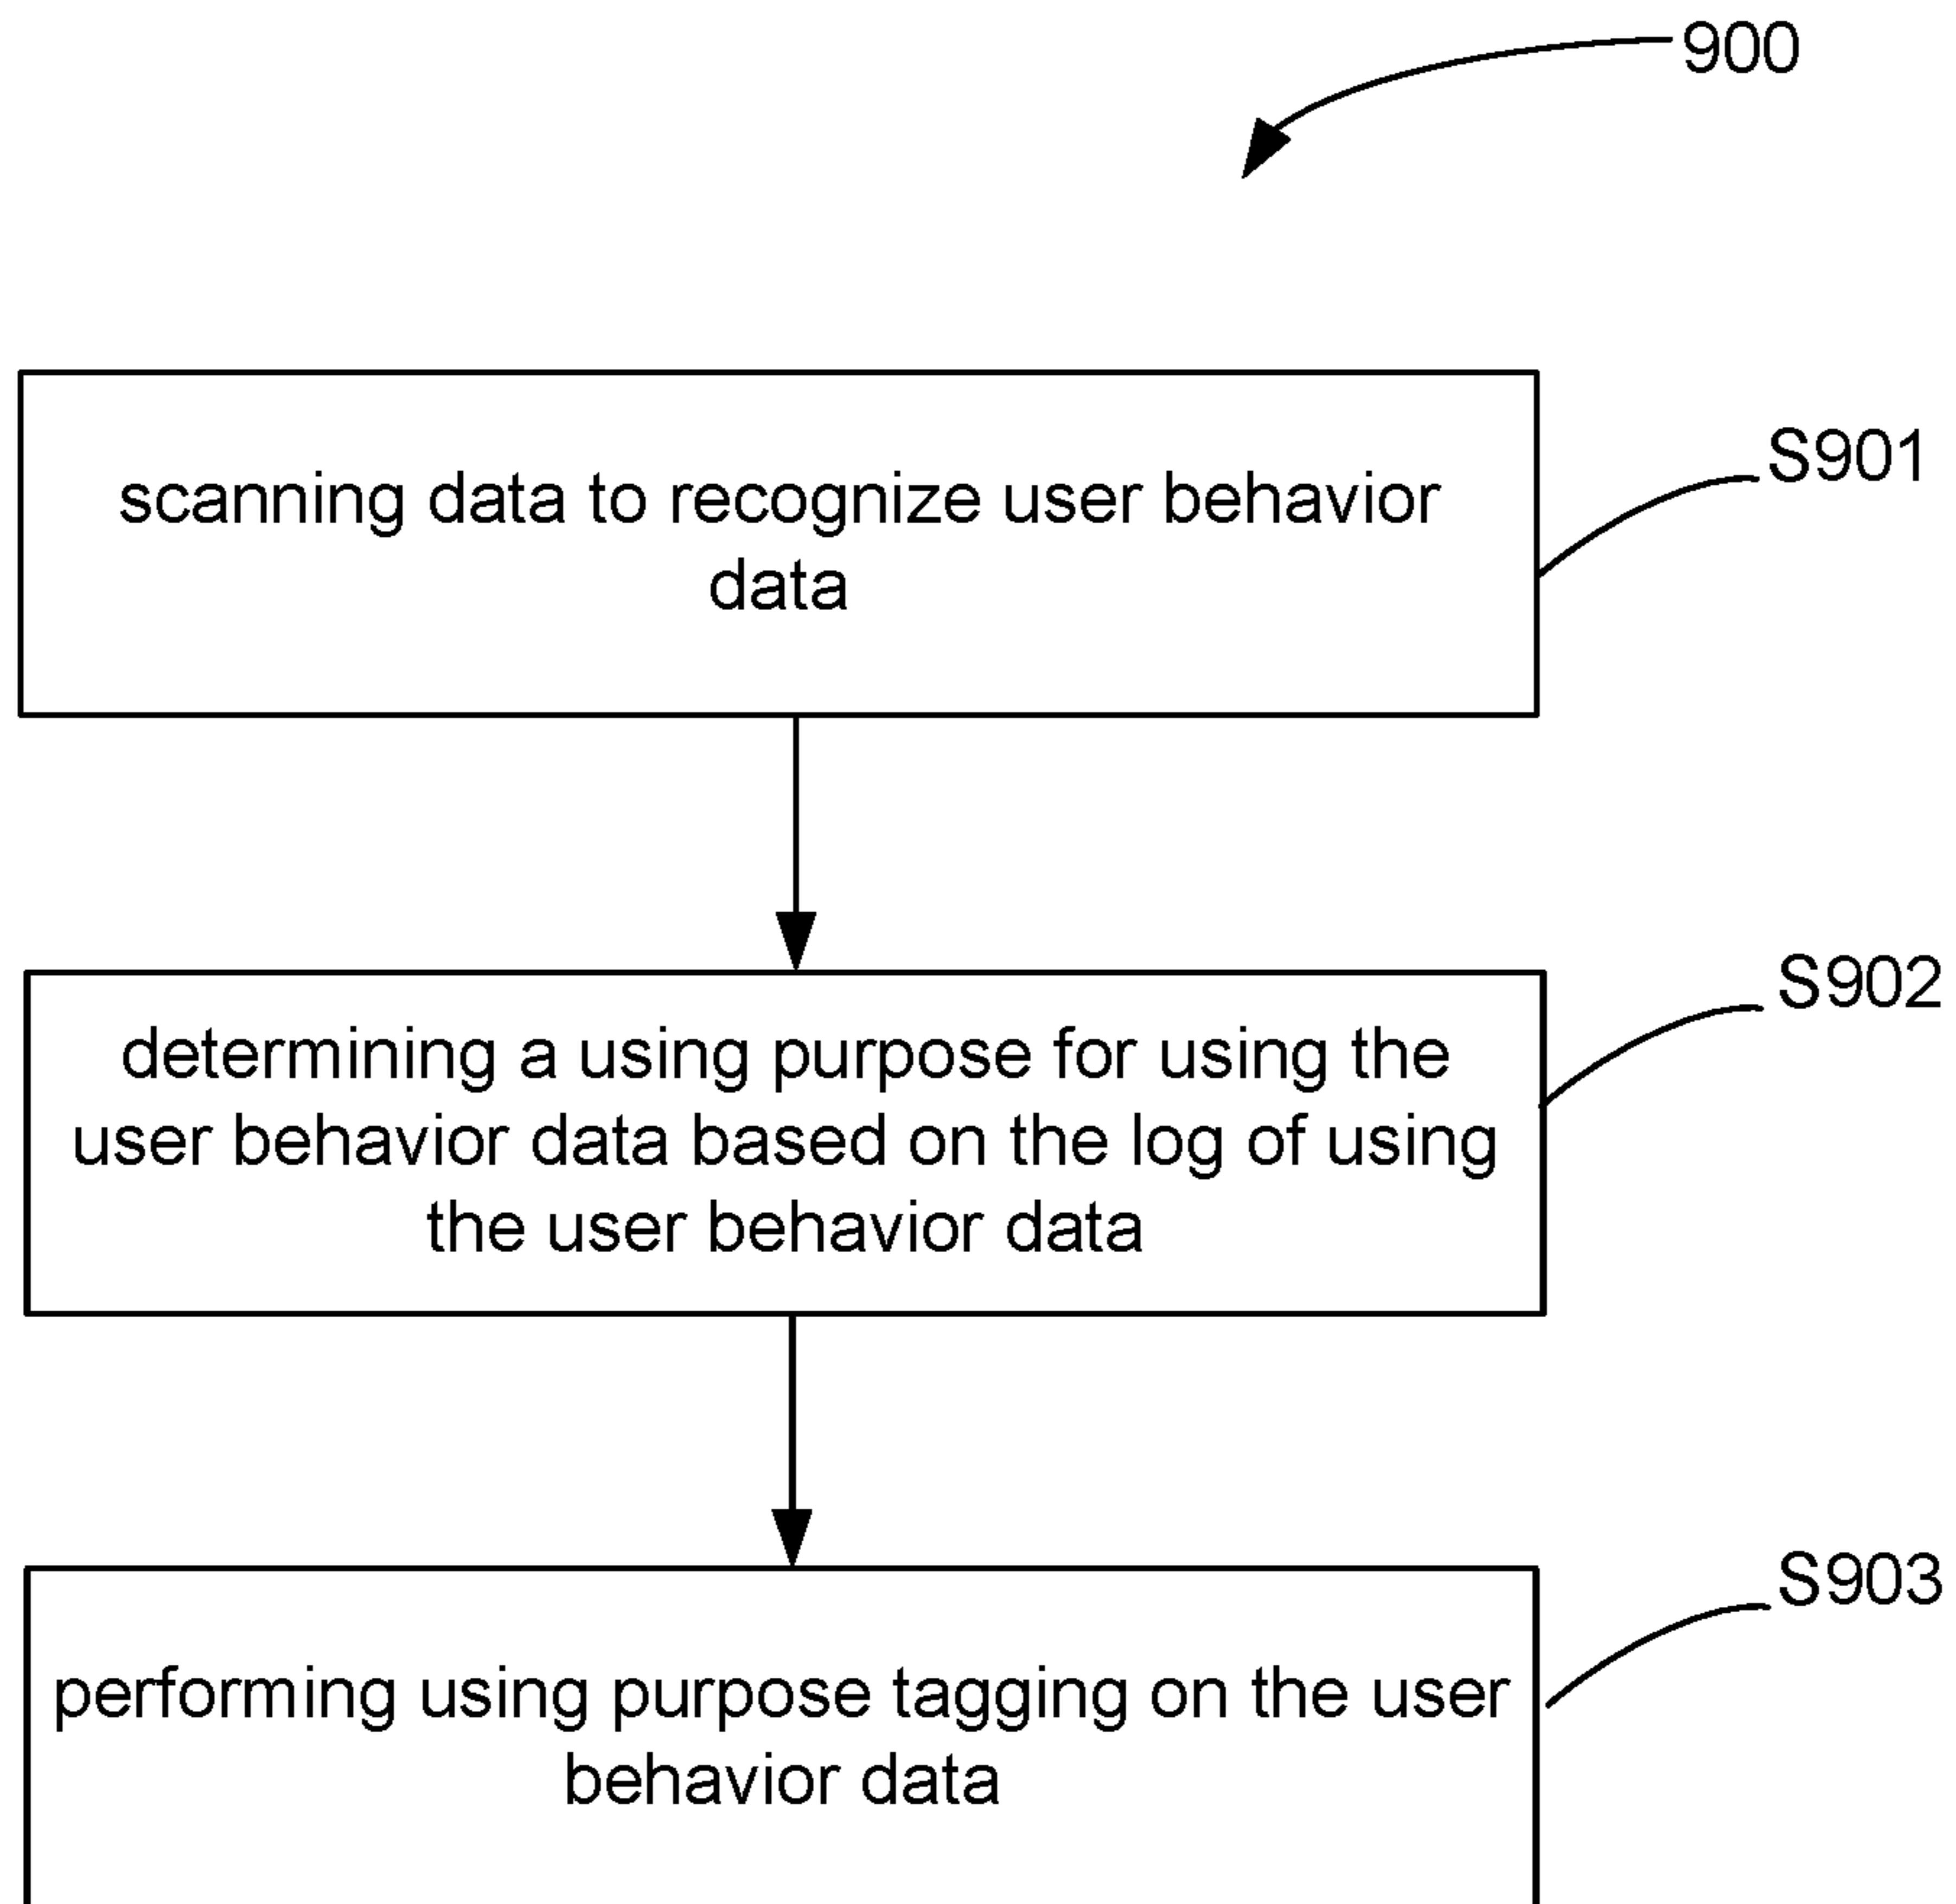 900
scanning data to recognize user behavior
data
S901
determining a using purpose for using the
user behavior data based on the log of using
the user behavior data
S902
performing using purpose tagging on the user
behavior data
S903